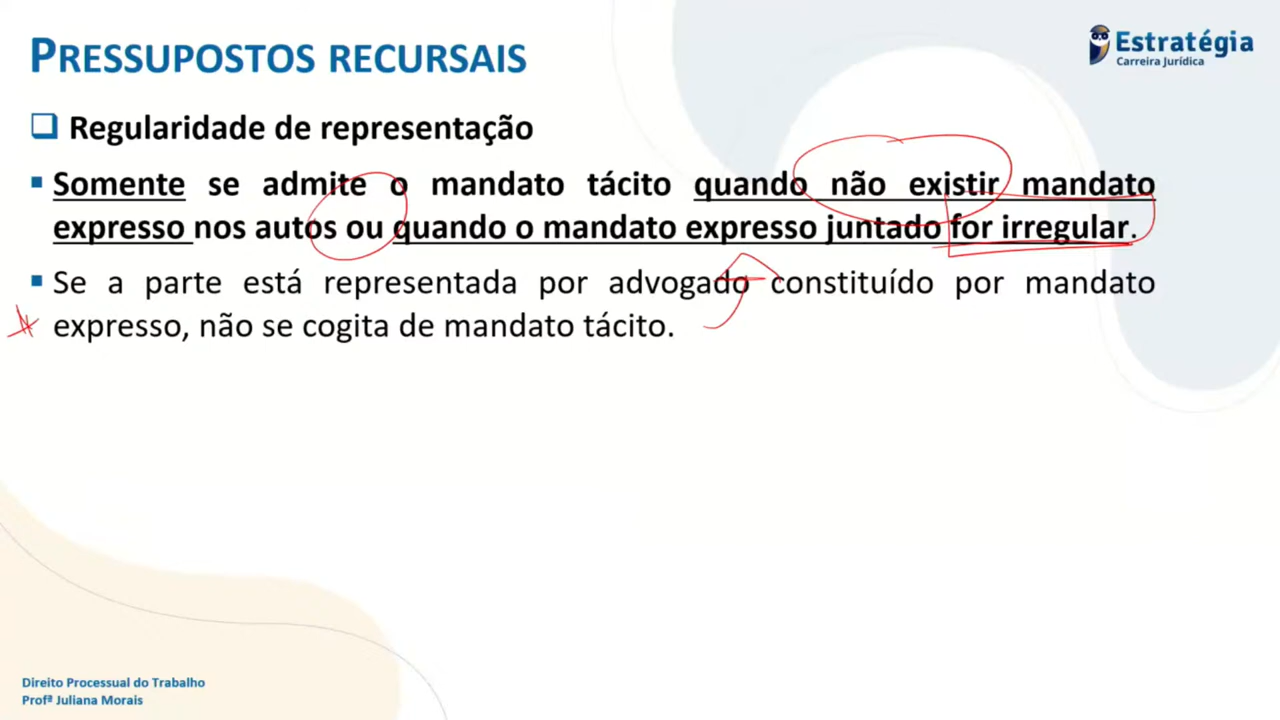 PRESSUPOSTOS RECURSAIS
Estratégia
Carreira Jurídica
Regularidade de representação
Somente se admite o mandato tácito quando não existir mandato
expresso nos autos ou quando o mandato expresso juntado for irregular.
Se a parte está representada por advogado constituído por mandato
expresso, não se cogita de mandato tácito.
Direito Processual do Trabalho
Profª Juliana Morais